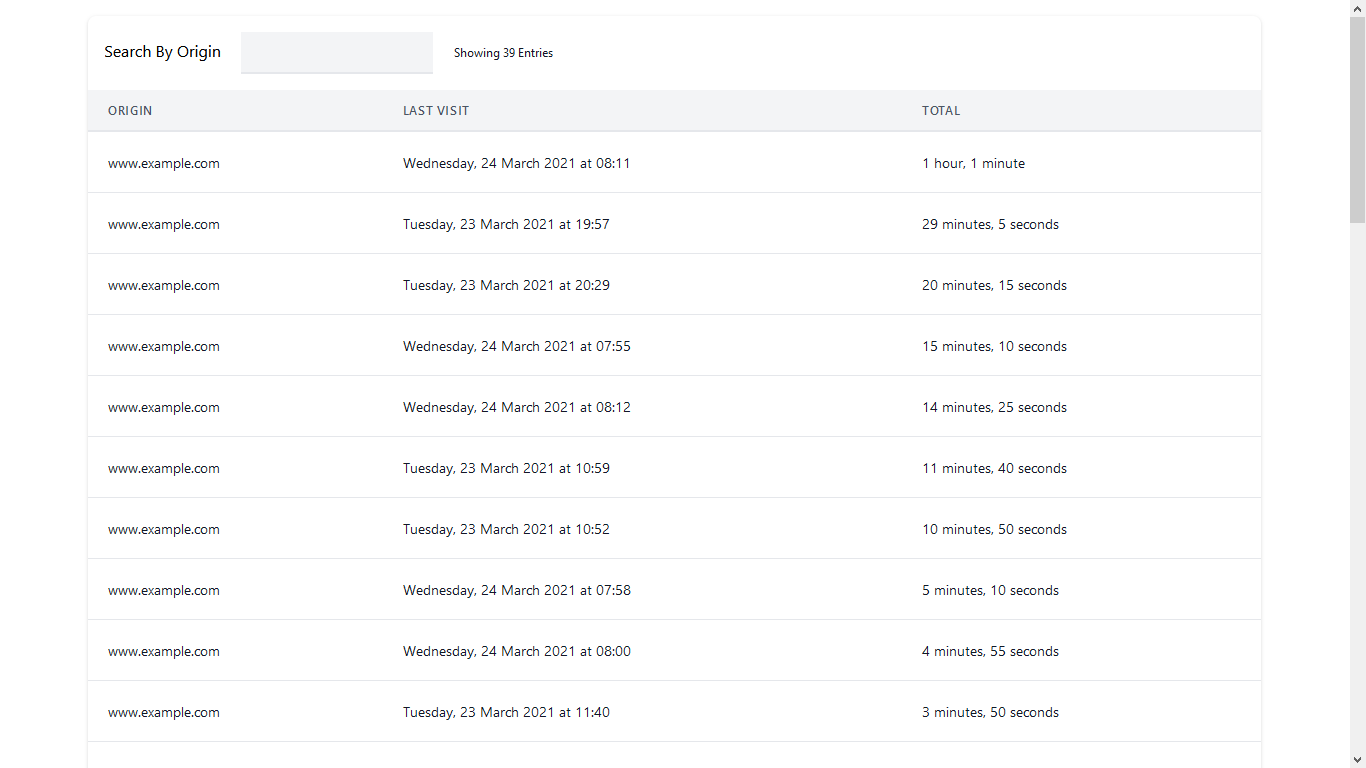 Search By Origin Showing 39 Entries
ORIGIN LAST VISIT TOTAL
www.example.com Wednesday, 24 March 2021 at 08:11 1 hour, 1 minute
www.example.com Tuesday, 23 March 2021 at 19:57 29 minutes, 5 seconds
www.example.com Tuesday, 23 March 2021 at 20:29 20 minutes, 15 seconds
www.example.com Wednesday, 24 March 2021 at 07:55 15 minutes, 10 seconds
www.example.com Wednesday, 24 March 2021 at 08:12 14 minutes, 25 seconds
www.example.com Tuesday, 23 March 2021 at 10:59 11 minutes, 40 seconds
www.example.com Tuesday, 23 March 2021 at 10:52 10 minutes, 50 seconds
www.example.com Wednesday, 24 March 2021 at 07:58 5 minutes, 10 seconds
www.example.com Wednesday, 24 March 2021 at 08:00 4 minutes, 55 seconds
www.example.com Tuesday, 23 March 2021 at 11:40 3 minutes, 50 seconds